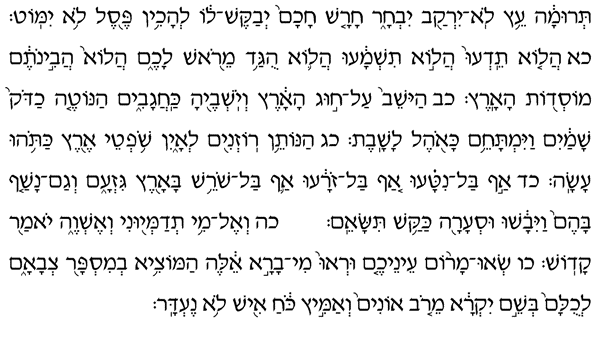 תְּרוּמָ֔ה עֵ֥ץ לֹֽא־יִרְקַ֖ב יִבְחָ֑ר חָרָ֤שׁ חָכָם֙ יְבַקֶּשׁ־ל֔וֹ לְהָכִ֥ין פֶּ֖סֶל לֹ֥א יִמּֽוֹט׃
כא הֲל֤וֹא תֵֽדְעוּ֙ הֲל֣וֹא תִשְׁמָ֔עוּ הֲל֛וֹא הֻגַּ֥ד מֵרֹ֖אשׁ לָכֶ֑ם הֲלוֹא֙ הֲבִ֣ינֹתֶ֔ם
מוֹסְד֖וֹת הָאָֽרֶץ׃ כב הַיֹּשֵׁב֙ עַל־ח֣וּג הָאָ֔רֶץ וְיֹשְׁבֶ֖יהָ כַּחֲגָבִ֑ים הַנּוֹטֶ֤ה כַדֹּק֙
שָׁמַ֔יִם וַיִּמְתָּחֵ֥ם כָּאֹ֖הֶל לָשָֽׁבֶת׃ כג הַנּוֹתֵ֥ן רוֹזְנִ֖ים לְאָ֑יִן שֹׁ֥פְטֵי אֶ֖רֶץ כַּתֹּ֥הוּ
עָשָֽׂה׃ כד אַ֣ף בַּל־נִטָּ֗עוּ אַ֚ף בַּל־זֹרָ֔עוּ אַ֛ף בַּל־שֹׁרֵ֥שׁ בָּאָ֖רֶץ גִּזְעָ֑ם וְגַם־נָשַׁ֤ף
בָּהֶם֙ וַיִּבָ֔שׁוּ וּסְעָרָ֖ה כַּקַּ֥שׁ תִּשָּׂאֵֽם׃ כה וְאֶל־מִ֥י תְדַמְּי֖וּנִי וְאֶשְׁוֶ֑ה יֹאמַ֖ר
קָדֽוֹשׁ׃ כו שְׂאוּ־מָר֨וֹם עֵינֵיכֶ֤ם וּרְאוּ֙ מִי־בָרָ֣א אֵ֔לֶּה הַמּוֹצִ֥יא בְמִסְפָּ֖ר צְבָאָ֑ם
לְכֻלָּם֙ בְּשֵׁ֣ם יִקְרָ֔א מֵרֹ֤ב אוֹנִים֙ וְאַמִּ֣יץ כֹּ֔חַ אִ֖ישׁ לֹ֥א נֶעְדָּֽר׃